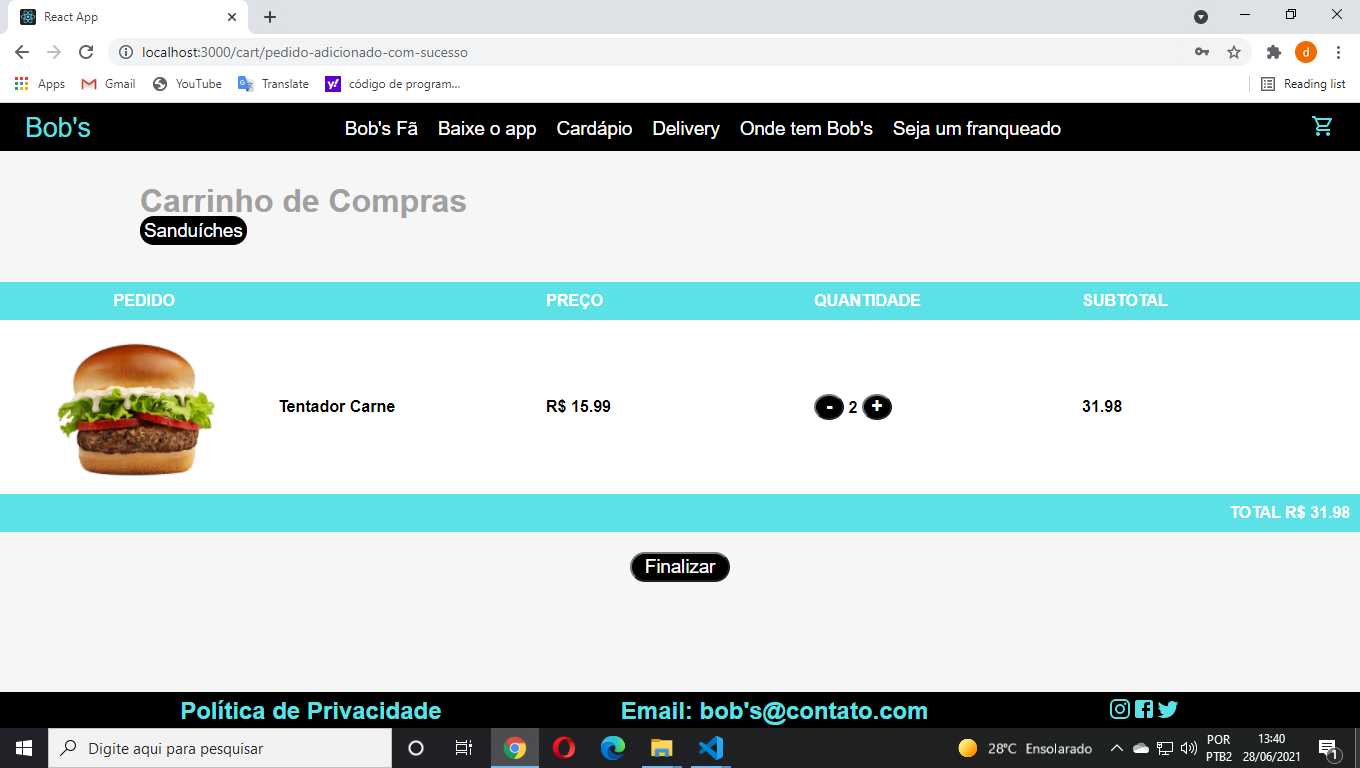 React App
localhost:3000/cart/pedido-adicionado-com-sucesso
d
Apps Gmail YouTube Translate código de program... Reading list
Bob's Bob's Fã Baixe o app Cardápio Delivery Onde tem Bob's Seja um franqueado
Carrinho de Compras
Sanduíches
PEDIDO PREÇO QUANTIDADE SUBTOTAL
Tentador Carne R$ 15.99 - 2 + 31.98
TOTAL R$ 31.98
Finalizar
Política de Privacidade Email: bob's@contato.com
Digite aqui para pesquisar 28°C Ensolarado POR 13:40
PTB2 28/06/2021 1